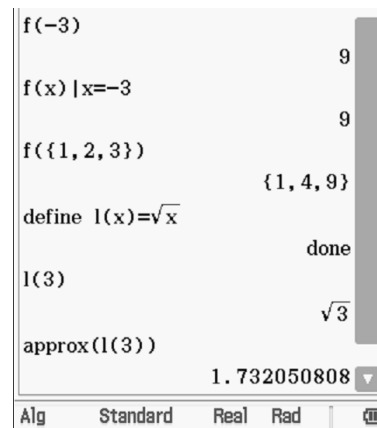 f(−3)
9
f(x)|x=−3
9
f({1,2,3})
{1,4,9}
define l(x)=√x
done
l(3)
√3
approx(l(3))
1.732050808
Alg Standard Real Rad